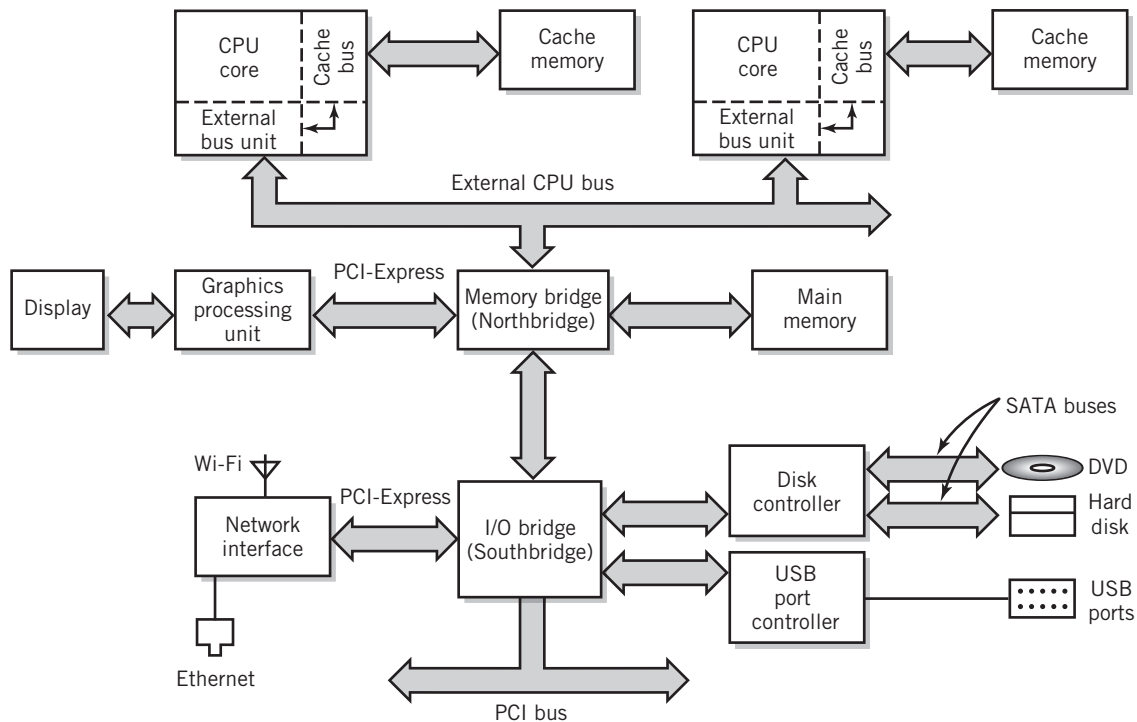 CPU
core
Cache
bus
External
bus unit
Cache
memory
CPU
core
Cache
bus
External
bus unit
Cache
memory
External CPU bus
Display
Graphics
processing
unit
PCI-Express
Memory bridge
(Northbridge)
Main
memory
SATA buses
Wi-Fi
Network
interface
Ethernet
PCI-Express
I/O bridge
(Southbridge)
Disk
controller
DVD
Hard
disk
USB
port
controller
USB
ports
PCI bus